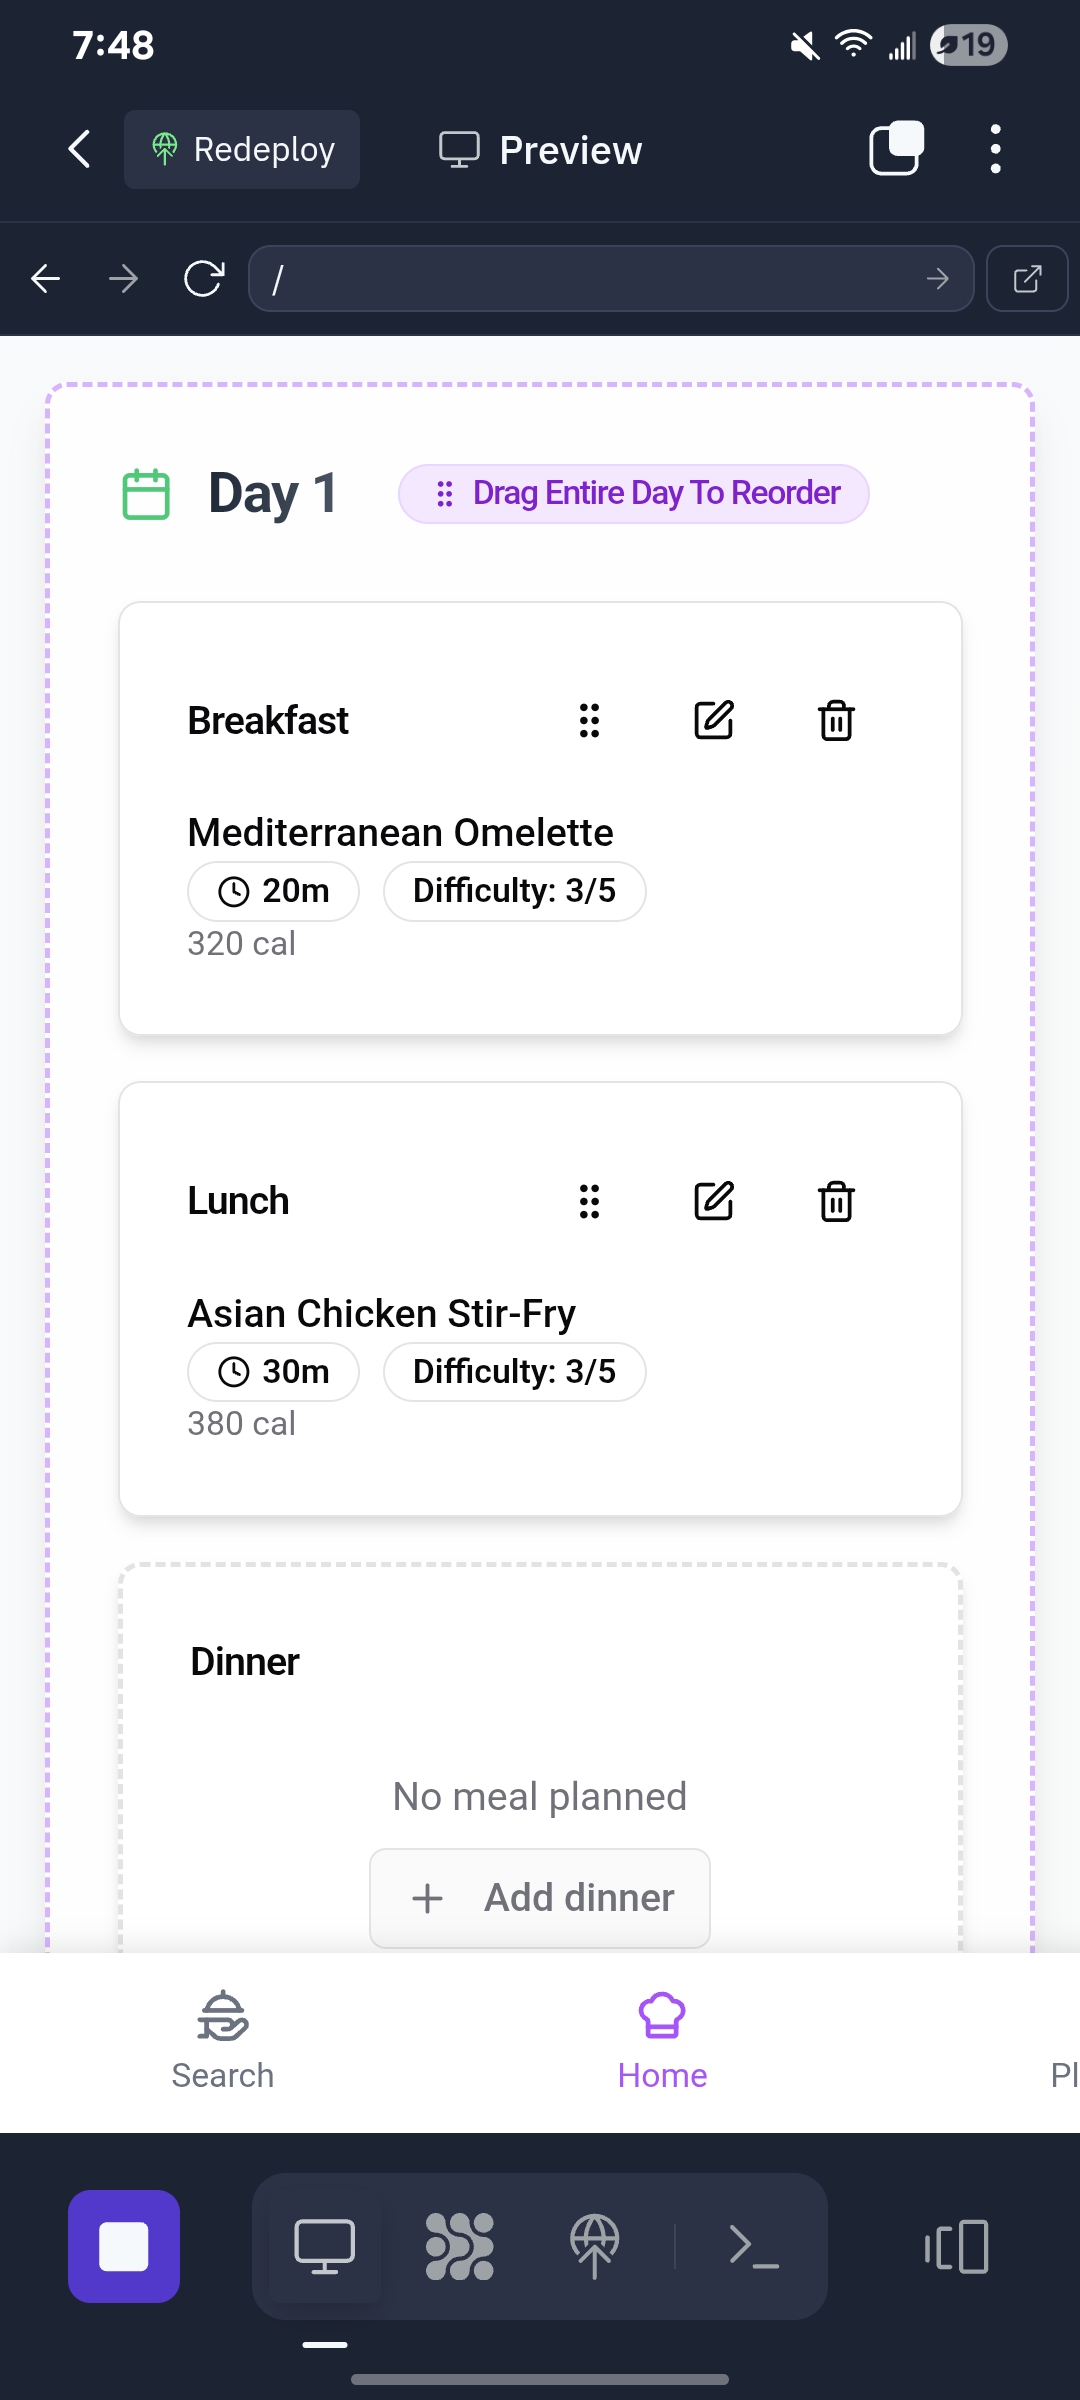 7:48
19
Redeploy
Preview
/
Day 1
Drag Entire Day To Reorder
Breakfast
Mediterranean Omelette
20m
Difficulty: 3/5
320 cal
Lunch
Asian Chicken Stir-Fry
30m
Difficulty: 3/5
380 cal
Dinner
No meal planned
Add dinner
Search
Home
Pl